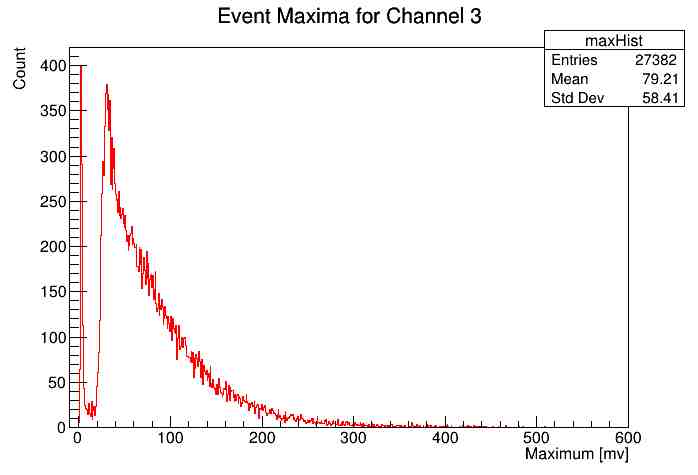 Event Maxima for Channel 3
maxHist
Entries 27382
Mean 79.21
Std Dev 58.41
Count
400
350
300
250
200
150
100
50
0
0 100 200 300 400 500 600
Maximum [mv]